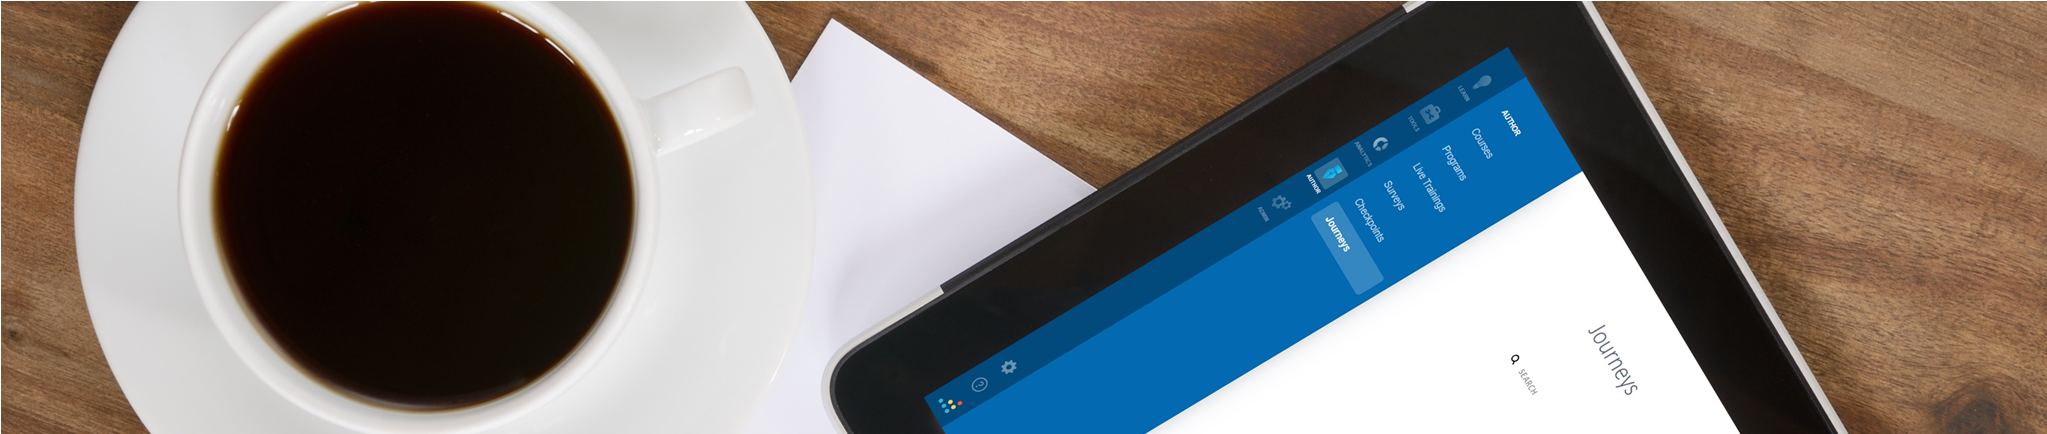 LEARN
TOOLS
ANALYTICS
AUTHOR
ADMIN
?
AUTHOR
Courses
Programs
Live Trainings
Surveys
Checkpoints
Journeys
Journeys
SEARCH